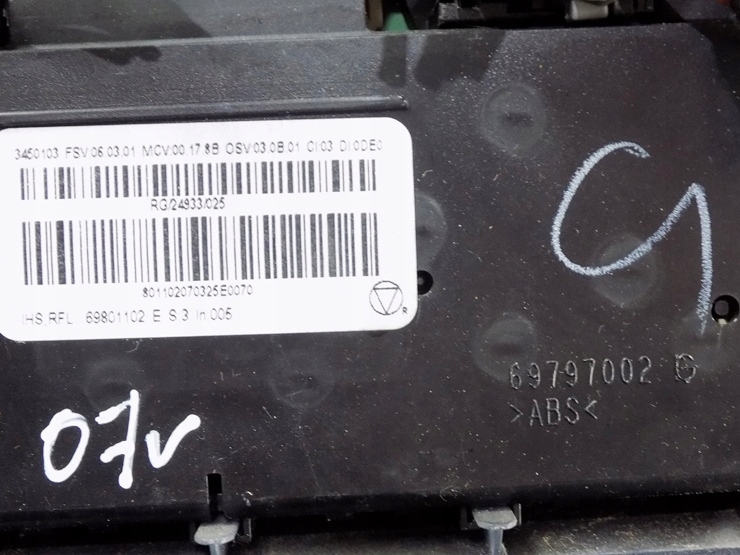 3450103 FSV:06.03.01 MCV:00.17.8B OSV:03.0B.01 CI:03 DI:0DE0
RG/24933/025
801102070325E0070
IHS,RFL 69801102 E S:3 In:005
R
69797002 G
>ABS<
07v